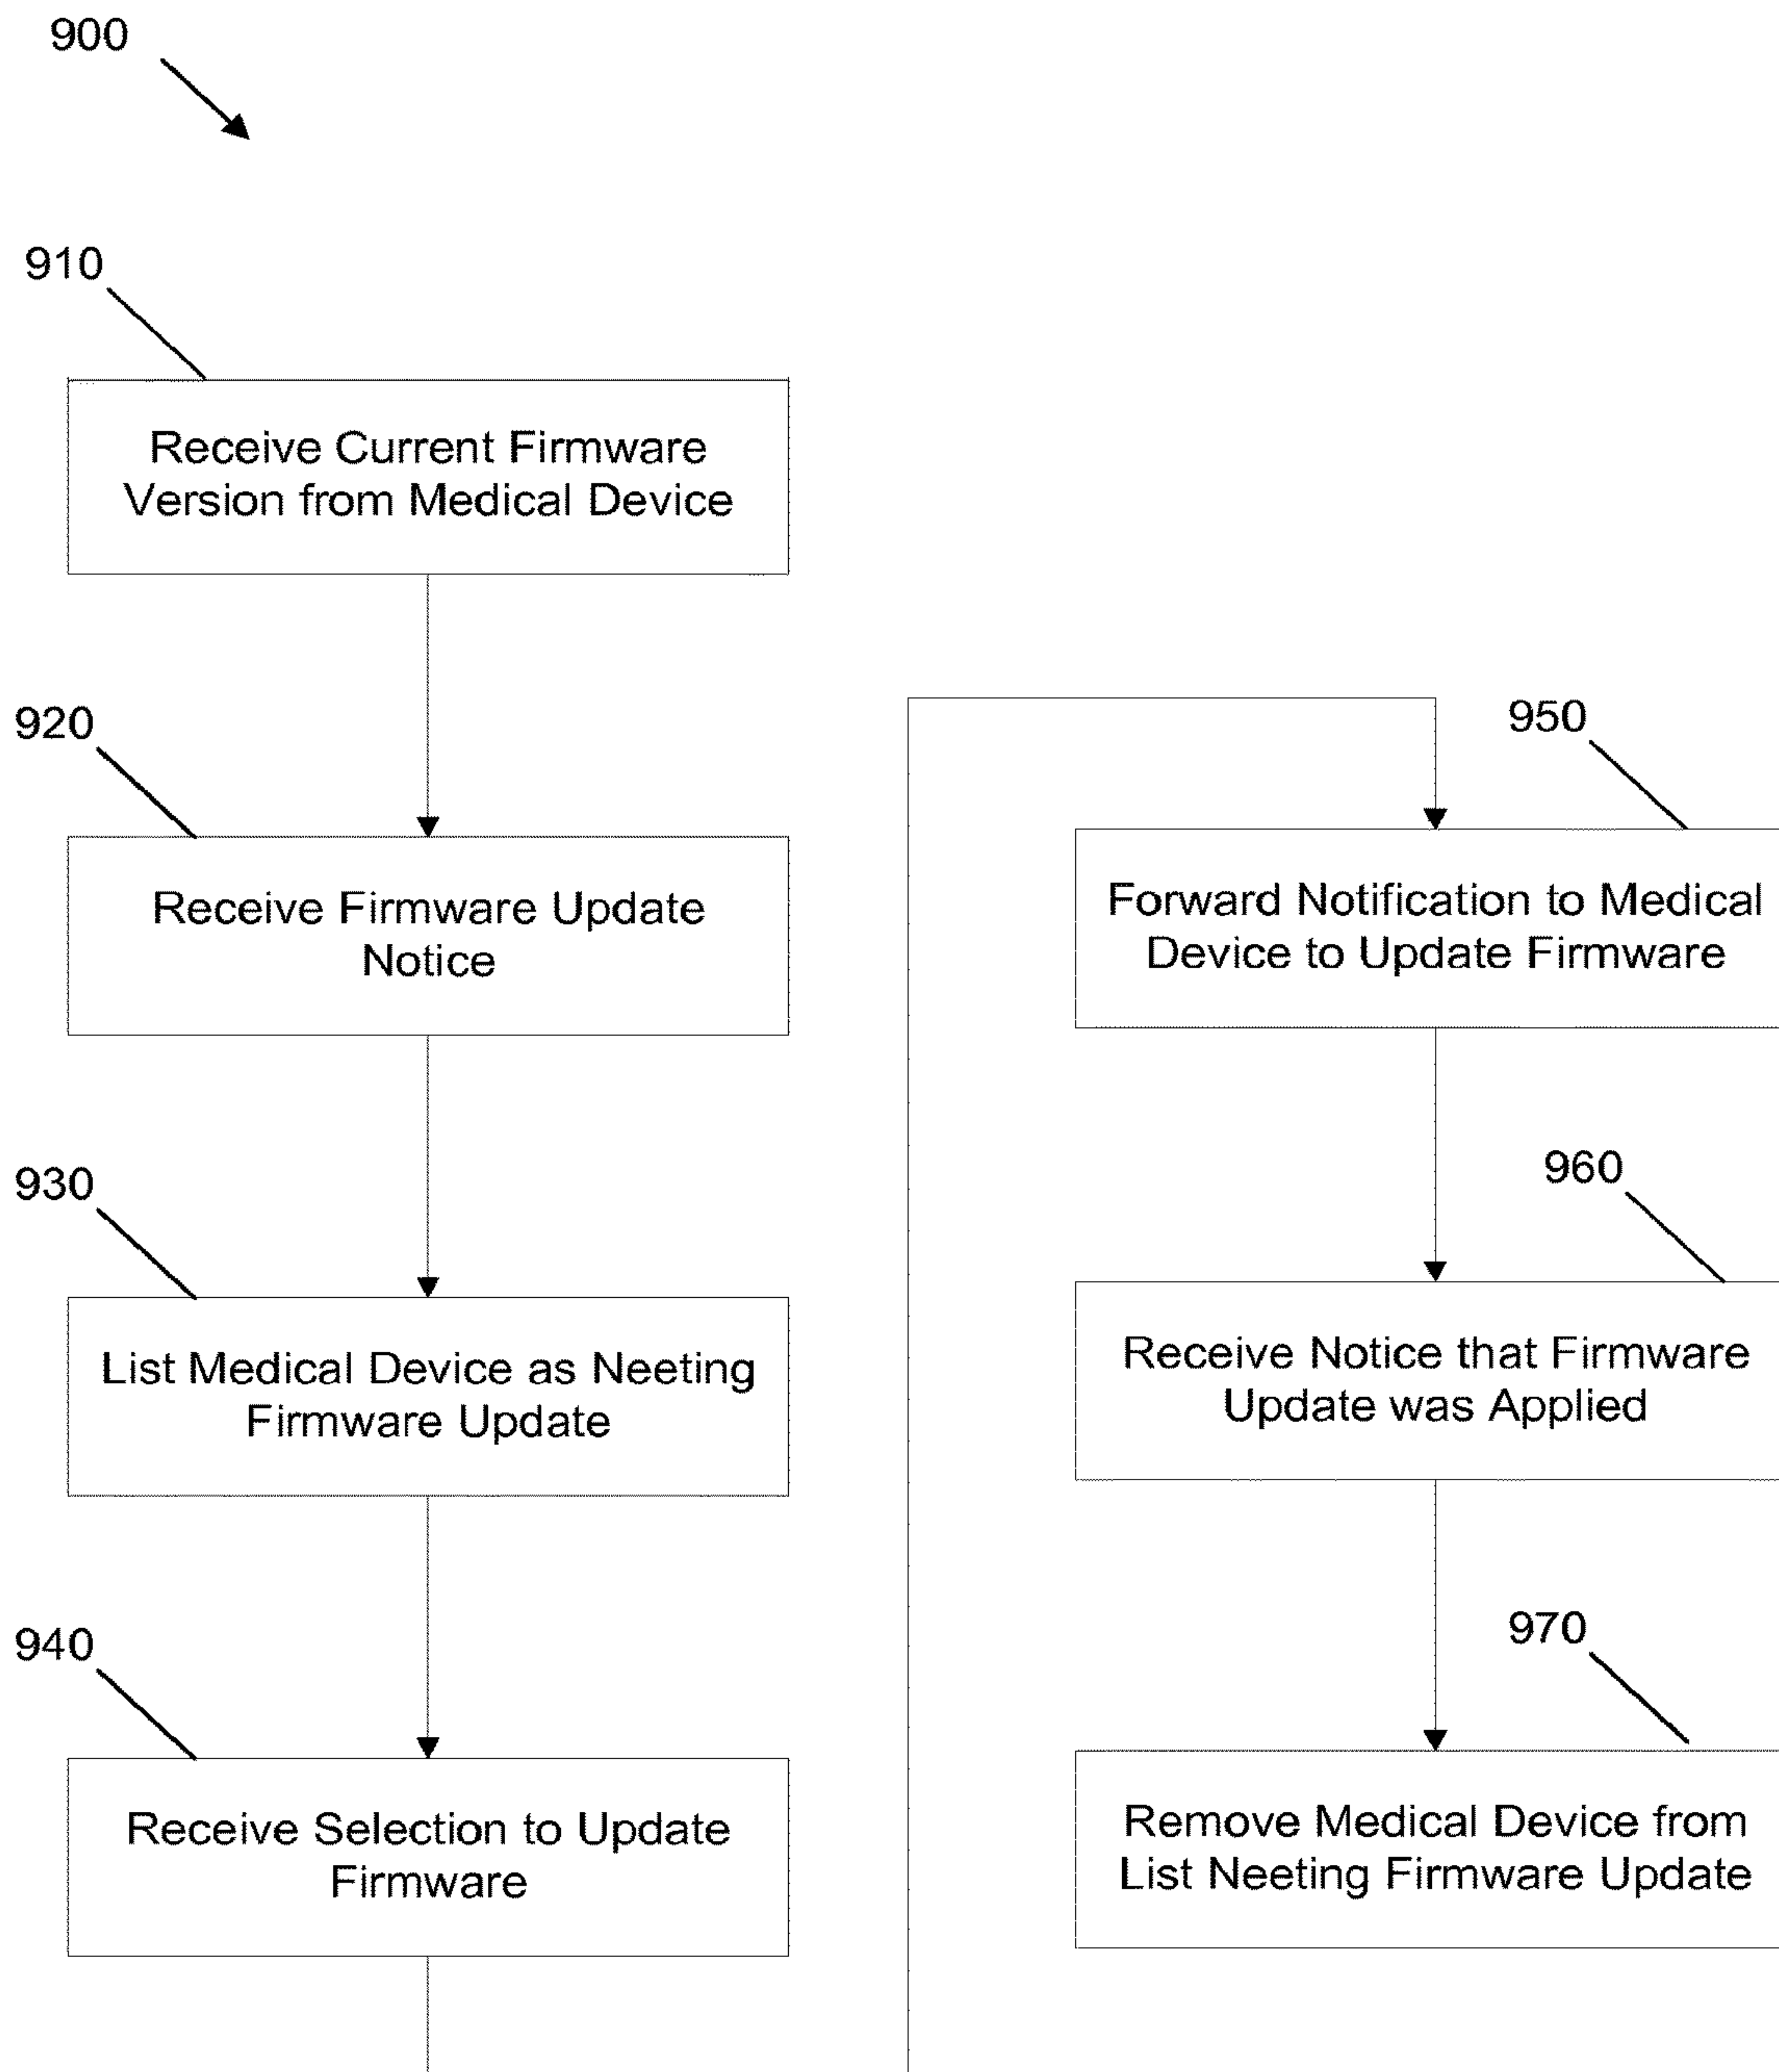 900
910
Receive Current Firmware
Version from Medical Device
920
Receive Firmware Update
Notice
930
List Medical Device as Neeting
Firmware Update
940
Receive Selection to Update
Firmware
950
Forward Notification to Medical
Device to Update Firmware
960
Receive Notice that Firmware
Update was Applied
970
Remove Medical Device from
List Neeting Firmware Update